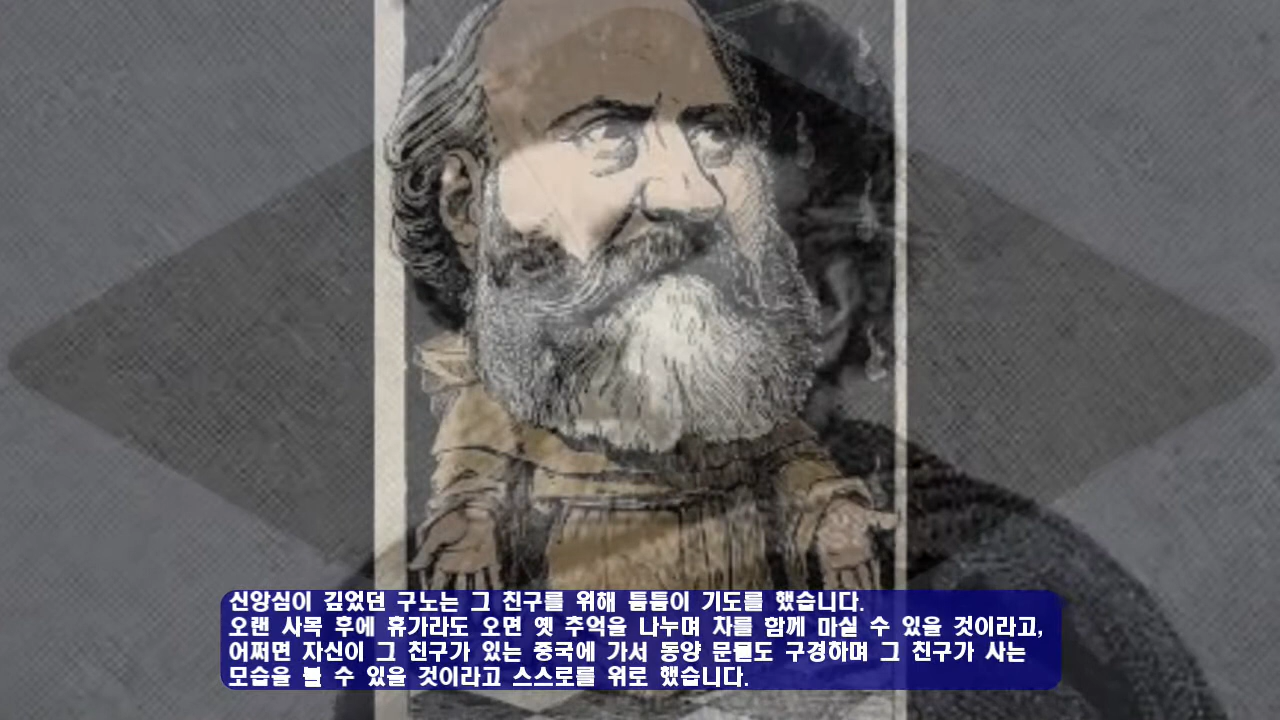 신앙심이 깊었던 구노는 그 친구를 위해 틈틈이 기도를 했습니다.
오랜 사목 후에 휴가라도 오면 옛 추억을 나누며 차를 함께 마실 수 있을 것이라고,
어쩌면 자신이 그 친구가 있는 중국에 가서 동양 문물도 구경하며 그 친구가 사는
모습을 볼 수 있을 것이라고 스스로를 위로 했습니다.